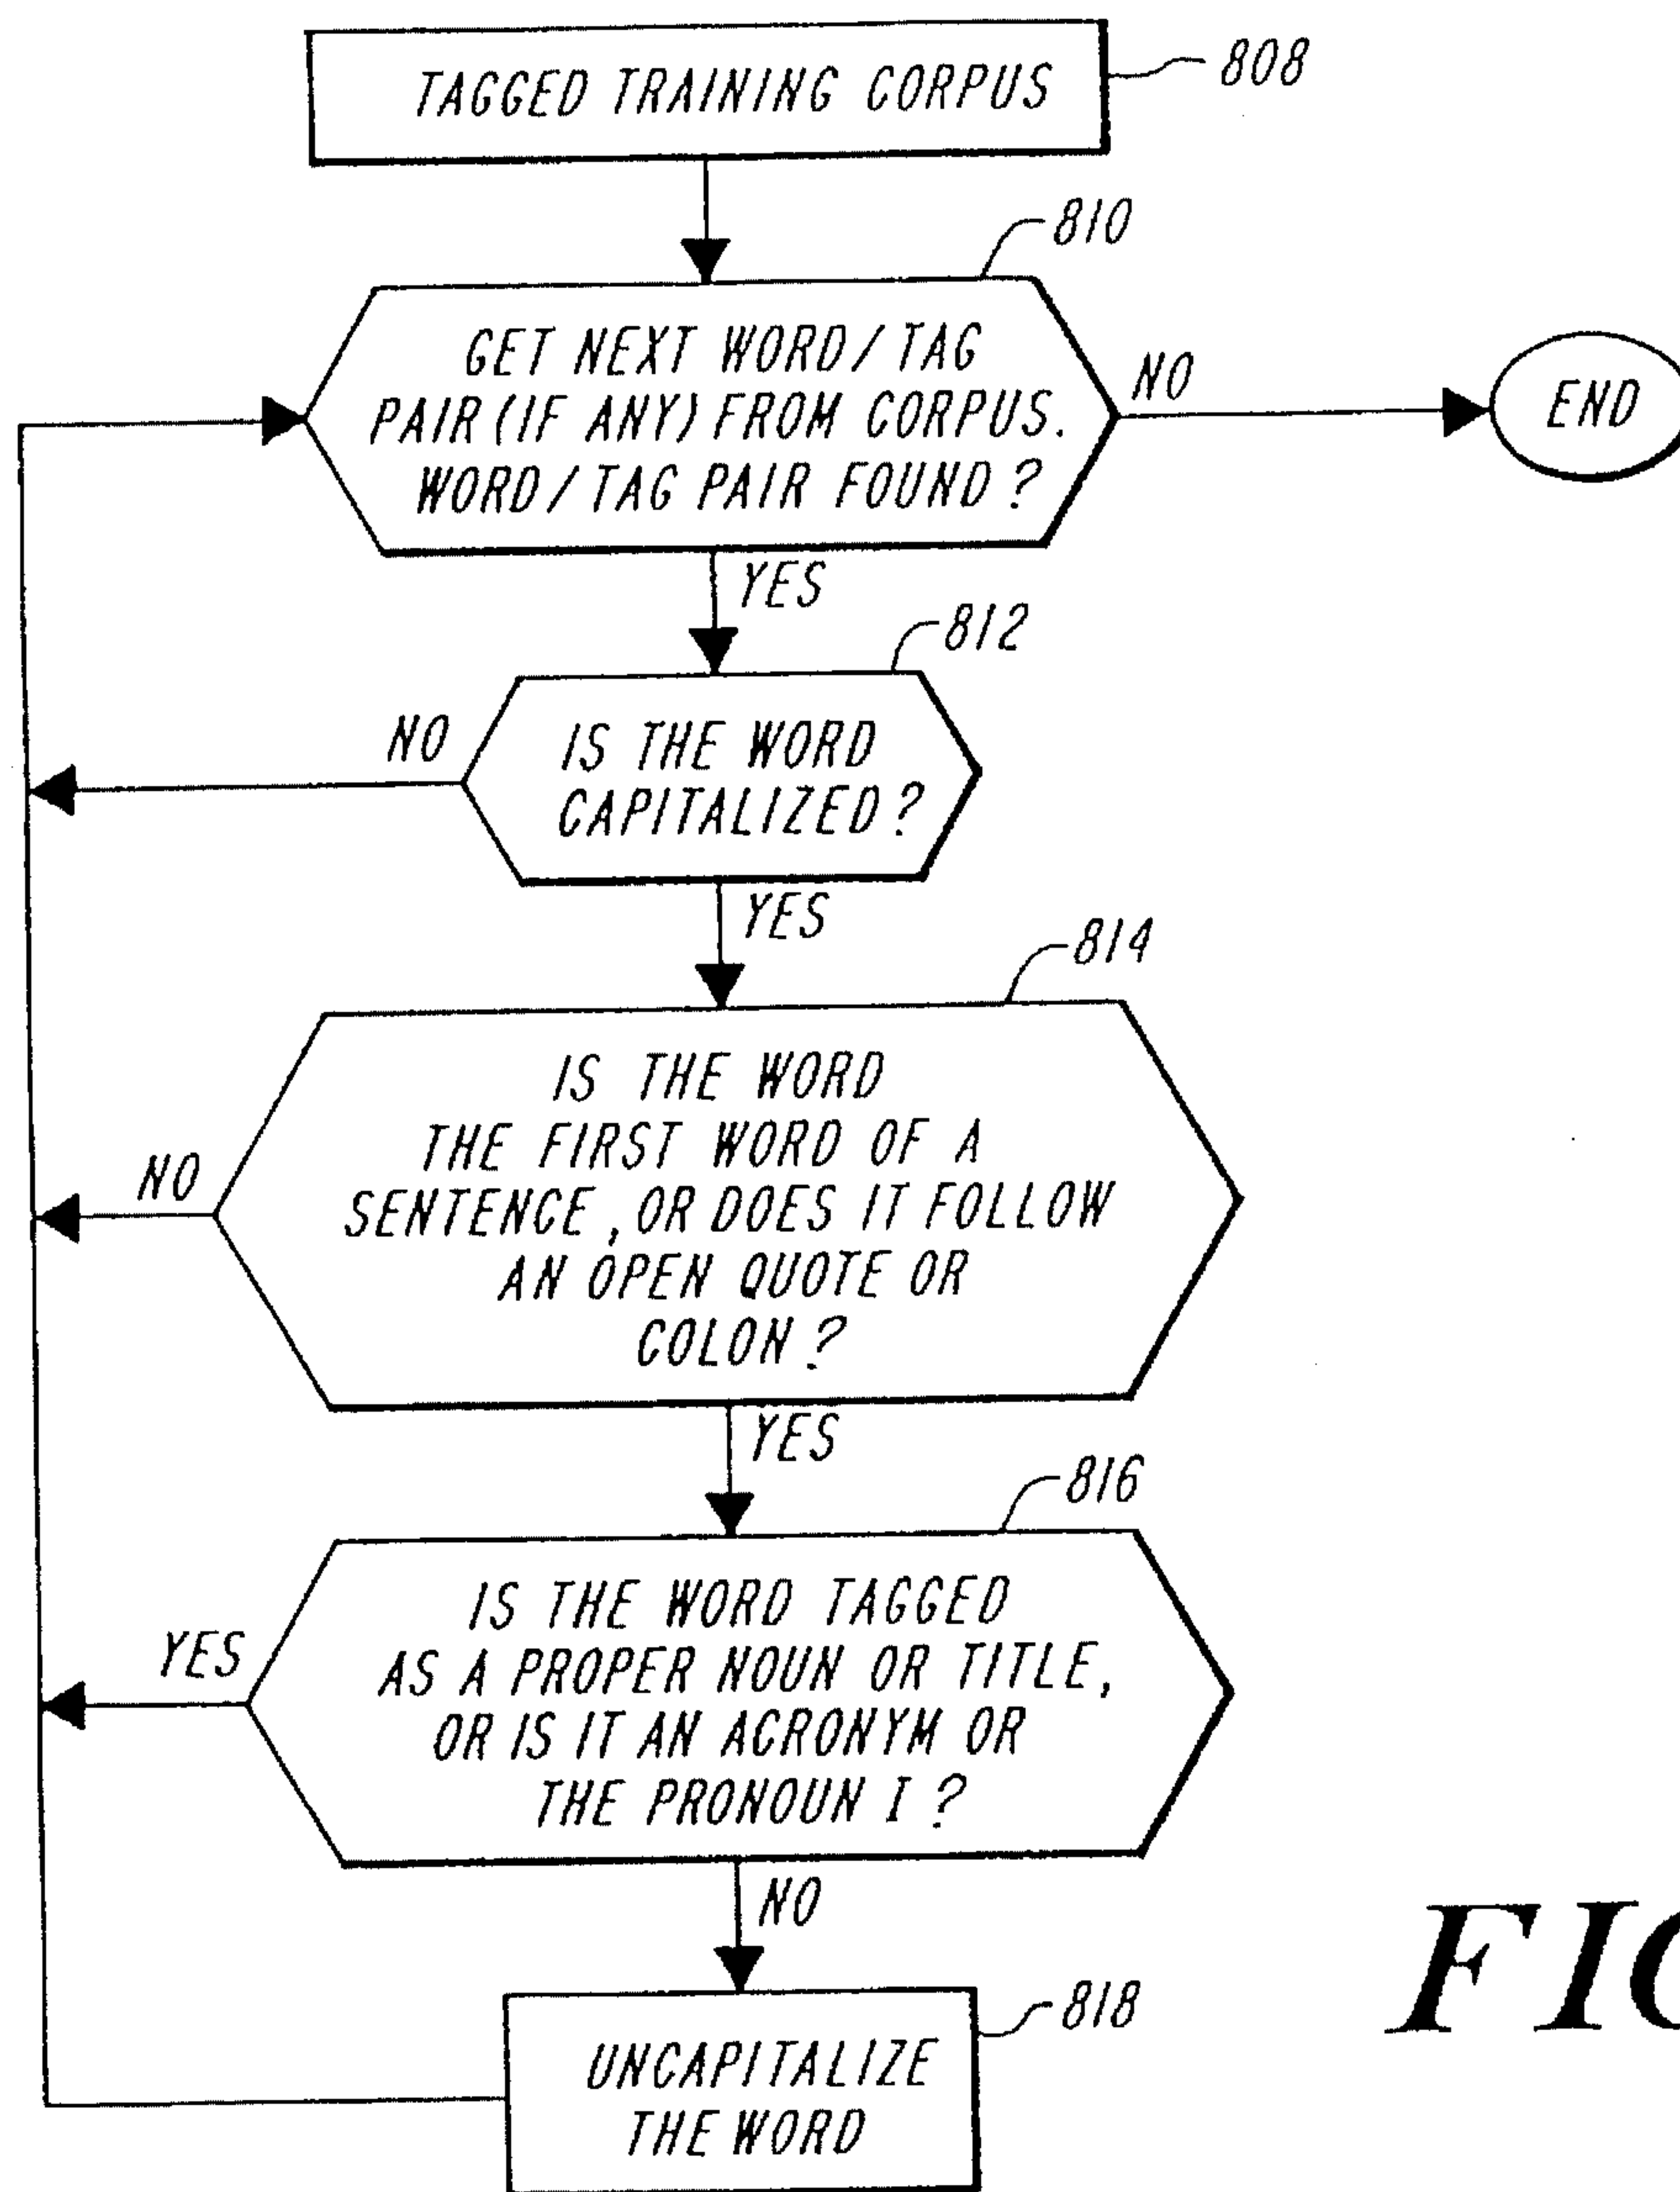 TAGGED TRAINING CORPUS
808
810
GET NEXT WORD/TAG
PAIR (IF ANY) FROM CORPUS.
WORD/TAG PAIR FOUND?
NO
END
YES
812
NO
IS THE WORD
CAPITALIZED?
YES
814
IS THE WORD
THE FIRST WORD OF A
SENTENCE, OR DOES IT FOLLOW
AN OPEN QUOTE OR
COLON?
NO
YES
816
IS THE WORD TAGGED
AS A PROPER NOUN OR TITLE,
OR IS IT AN ACRONYM OR
THE PRONOUN I?
YES
NO
818
UNCAPITALIZE
THE WORD